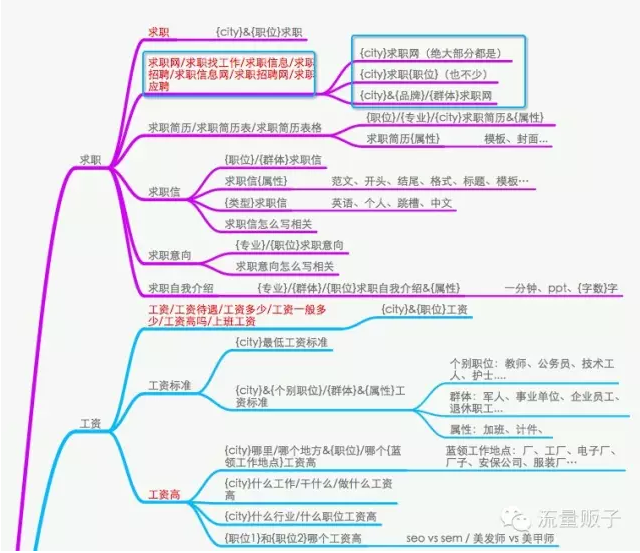 求职
{city}&{职位}求职
求职网/求职找工作/求职信息/求职
招聘/求职信息网/求职招聘网/求职
应聘
{city}求职网（绝大部分都是）
{city}求职{职位}（也不少）
{city}&{品牌}/{群体}求职网
求职简历/求职简历表/求职简历表格
{职位}/{专业}/{city}求职简历&{属性}
求职简历{属性}
模板、封面...
求职
求职信
{职位}/{群体}求职信
求职信{属性}
范文、开头、结尾、格式、标题、模板…
{类型}求职信
英语、个人、跳槽、中文
求职信怎么写相关
求职意向
{专业}/{职位}求职意向
求职意向怎么写相关
求职自我介绍
{专业}/{群体}/{职位}求职自我介绍&{属性}
一分钟、ppt、{字数}字
工资/工资待遇/工资多少/工资一般多
少/工资高吗/上班工资
{city}&{职位}工资
工资标准
{city}最低工资标准
{city}&{个别职位}/{群体}&{属性}工
资标准
个别职位：教师、公务员、技术工
人、护士....
群体：军人、事业单位、企业员工、
退休职工...
属性：加班、计件、
工资
工资高
{city}哪里/哪个地方&{职位}/哪个{蓝
领工作地点}工资高
蓝领工作地点：厂、工厂、电子厂、
厂子、安保公司、服装厂…
{city}什么工作/干什么/做什么工资
高
{city}什么行业/什么职位工资高
{职位1}和{职位2}哪个工资高
seo vs sem / 美发师 vs 美甲师
流量贩子